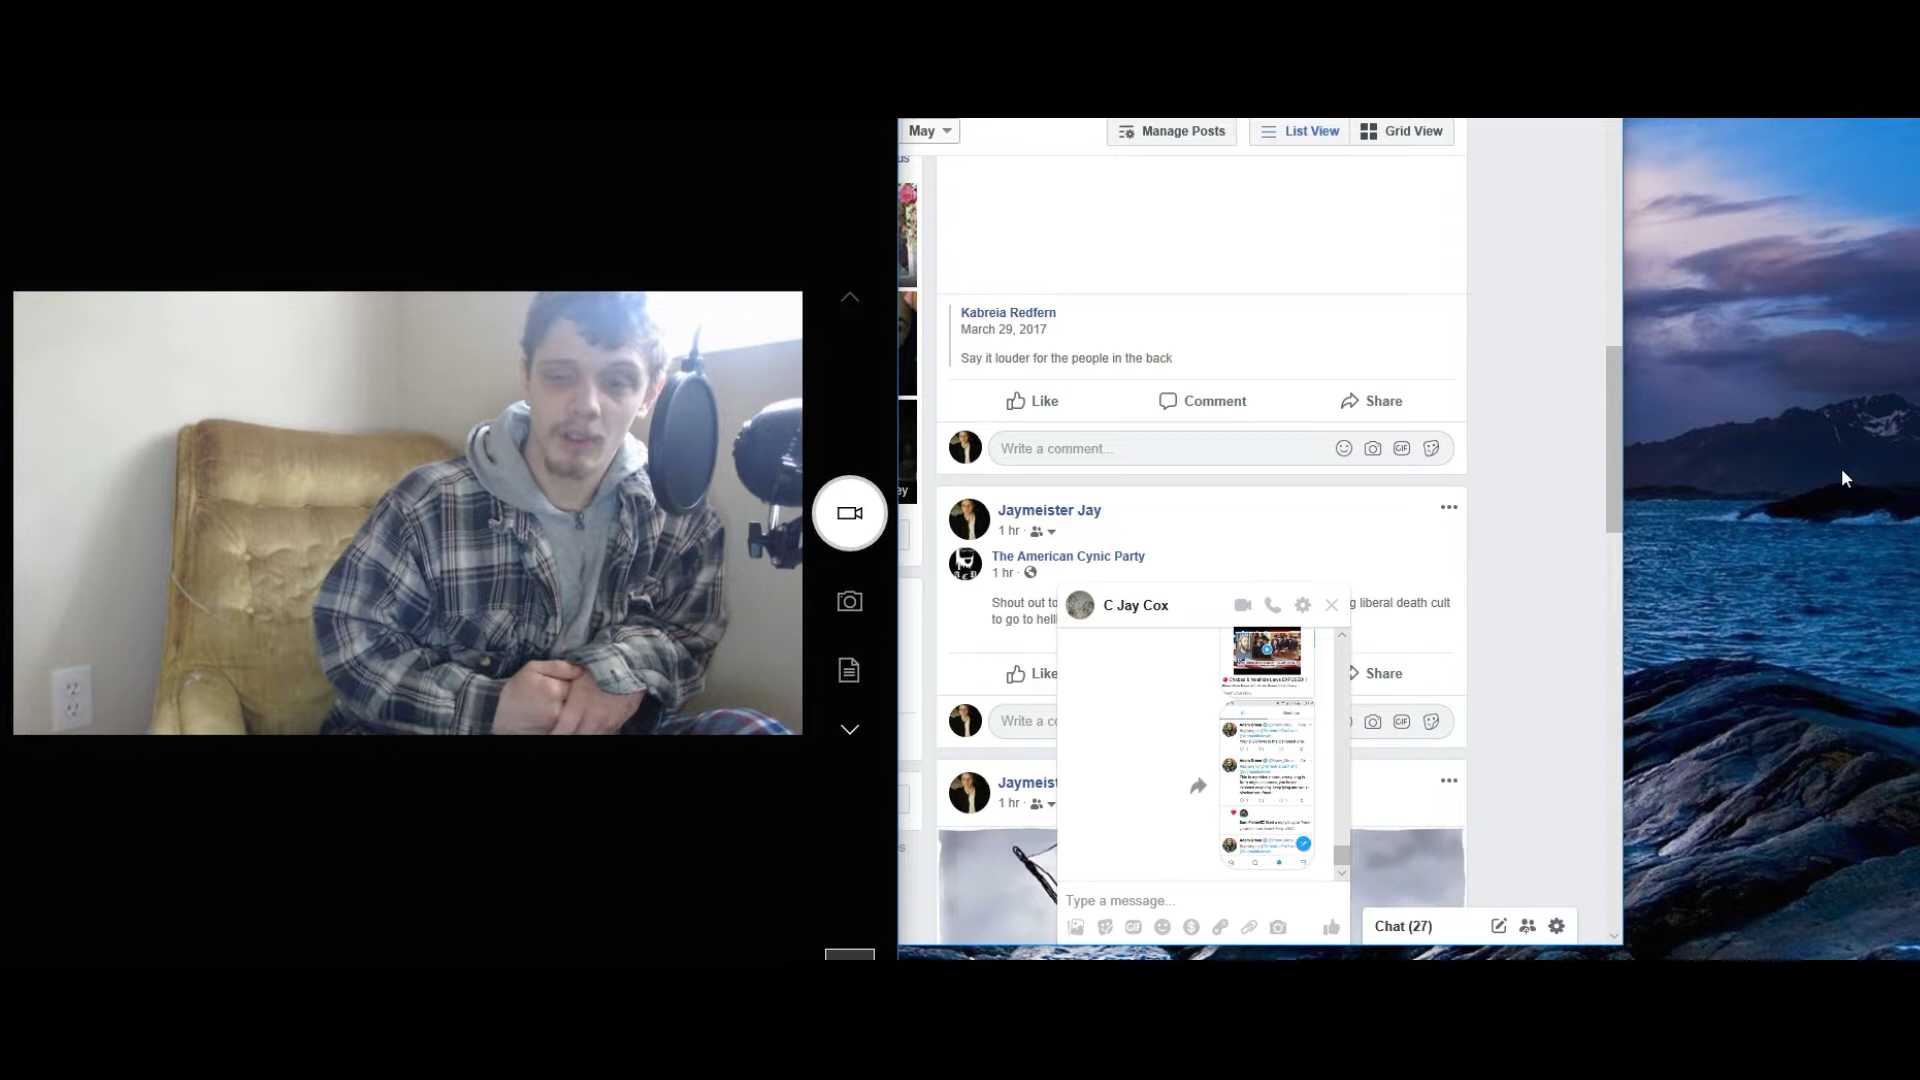 May
Manage Posts
List View
Grid View
Kabreia Redfern
March 29, 2017
Say it louder for the people in the back
Like
Comment
Share
Write a comment...
ey
Jaymeister Jay
1 hr
The American Cynic Party
1 hr
Shout out to
g liberal death cult
to go to hell
Like
Share
Write a co
C Jay Cox
Jaymeist
1 hr
Type a message...
Chat (27)